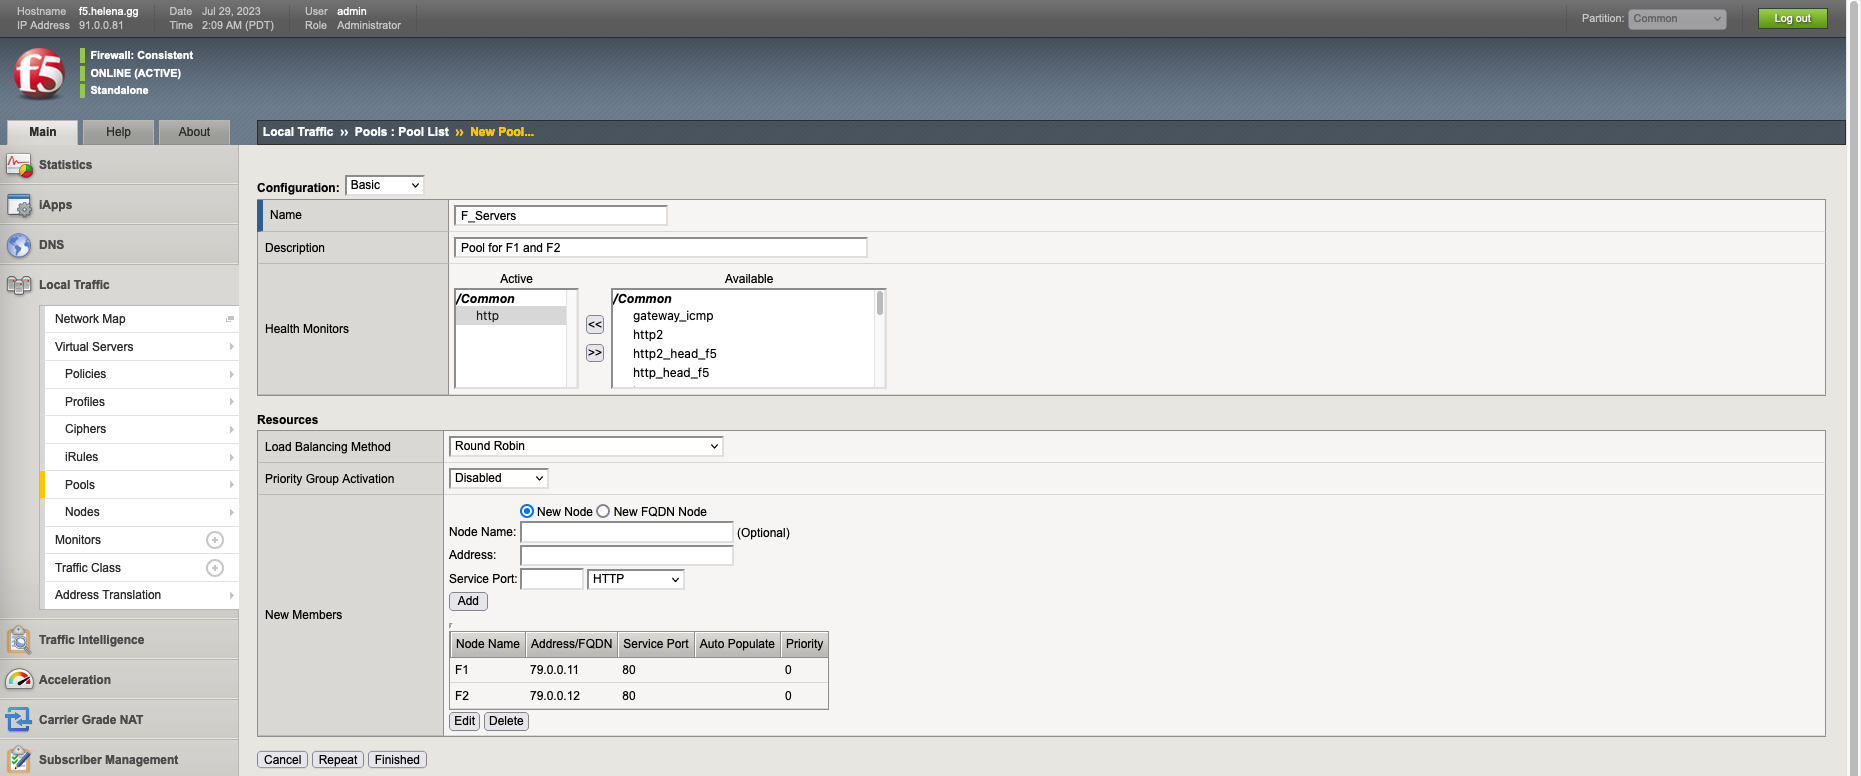 Hostname f5.helena.gg Date Jul 29, 2023 User admin
IP Address 91.0.0.81 Time 2:09 AM (PDT) Role Administrator
Partition: Common Log out
f5
Firewall: Consistent
ONLINE (ACTIVE)
Standalone
Main Help About
Local Traffic ›› Pools : Pool List ›› New Pool...
Statistics
iApps
DNS
Local Traffic
Network Map
Virtual Servers
Policies
Profiles
Ciphers
iRules
Pools
Nodes
Monitors
Traffic Class
Address Translation
Traffic Intelligence
Acceleration
Carrier Grade NAT
Subscriber Management
Configuration: Basic
Name F_Servers
Description Pool for F1 and F2
Health Monitors
Active Available
/Common /Common
http gateway_icmp
http2
<<
http2_head_f5
>>
http_head_f5
Resources
Load Balancing Method Round Robin
Priority Group Activation Disabled
New Members
New Node New FQDN Node
Node Name: (Optional)
Address:
Service Port: HTTP
Add
Node Name Address/FQDN Service Port Auto Populate Priority
F1 79.0.0.11 80 0
F2 79.0.0.12 80 0
Edit Delete
Cancel Repeat Finished